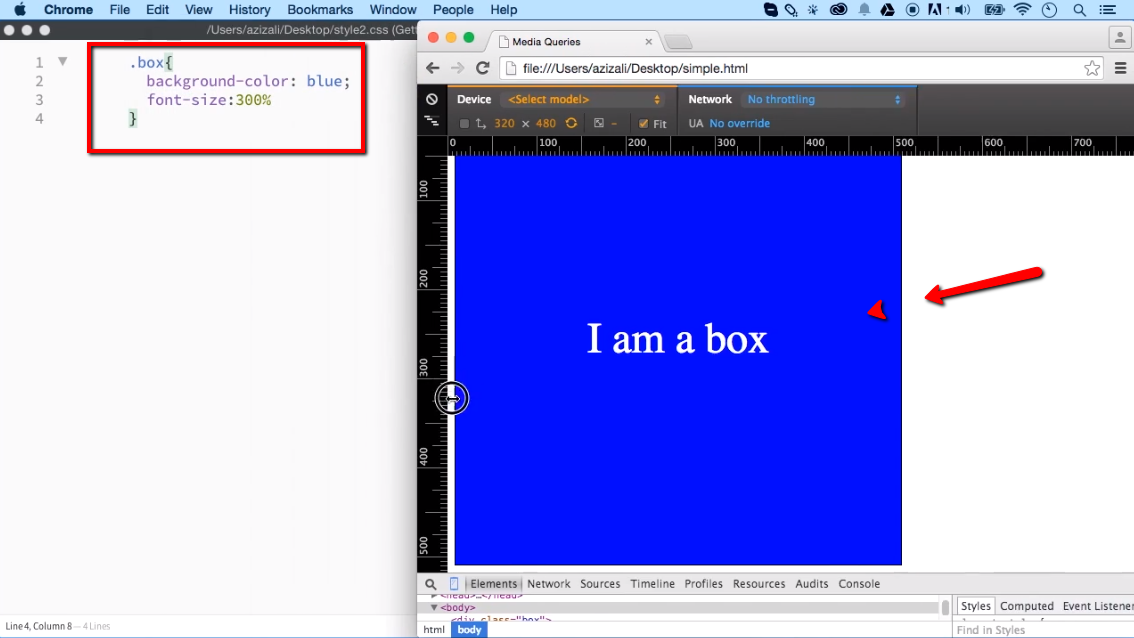 Chrome File Edit View History Bookmarks Window People Help
/Users/azizali/Desktop/style2.css (Gett
1 .box{
2 background-color: blue;
3 font-size:300%
4 }
Line 4, Column 8 — 4 Lines
Media Queries
file:///Users/azizali/Desktop/simple.html
Device <Select model> Network No throttling
320 × 480 – Fit UA No override
0 100 200 300 400 500 600 700
100
200
300
400
500
I am a box
Elements Network Sources Timeline Profiles Resources Audits Console
<head>…</head>
<body>
<div class="box">
html body
Styles Computed Event Listener
Find in Styles